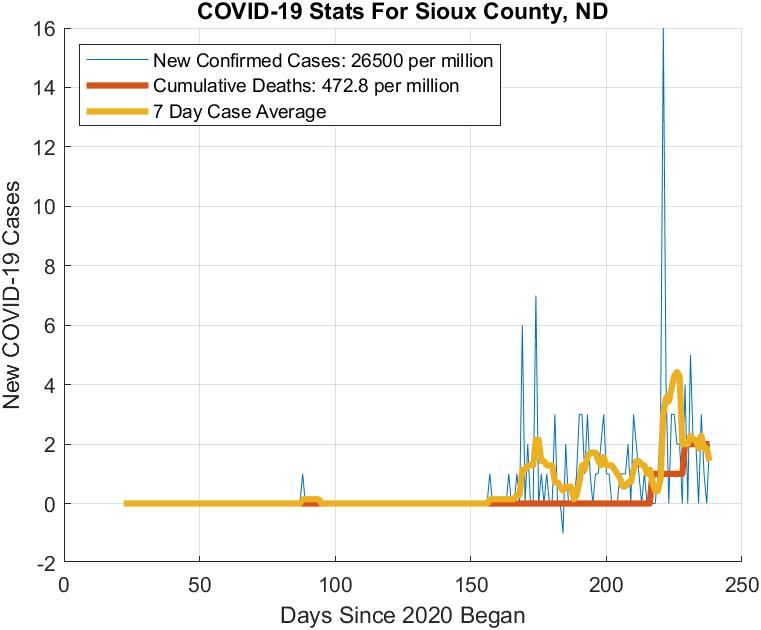 COVID-19 Stats For Sioux County, ND
16
New Confirmed Cases: 26500 per million
Cumulative Deaths: 472.8 per million
7 Day Case Average
14
12
10
8
6
4
2
0
-2
New COVID-19 Cases
0 50 100 150 200 250
Days Since 2020 Began